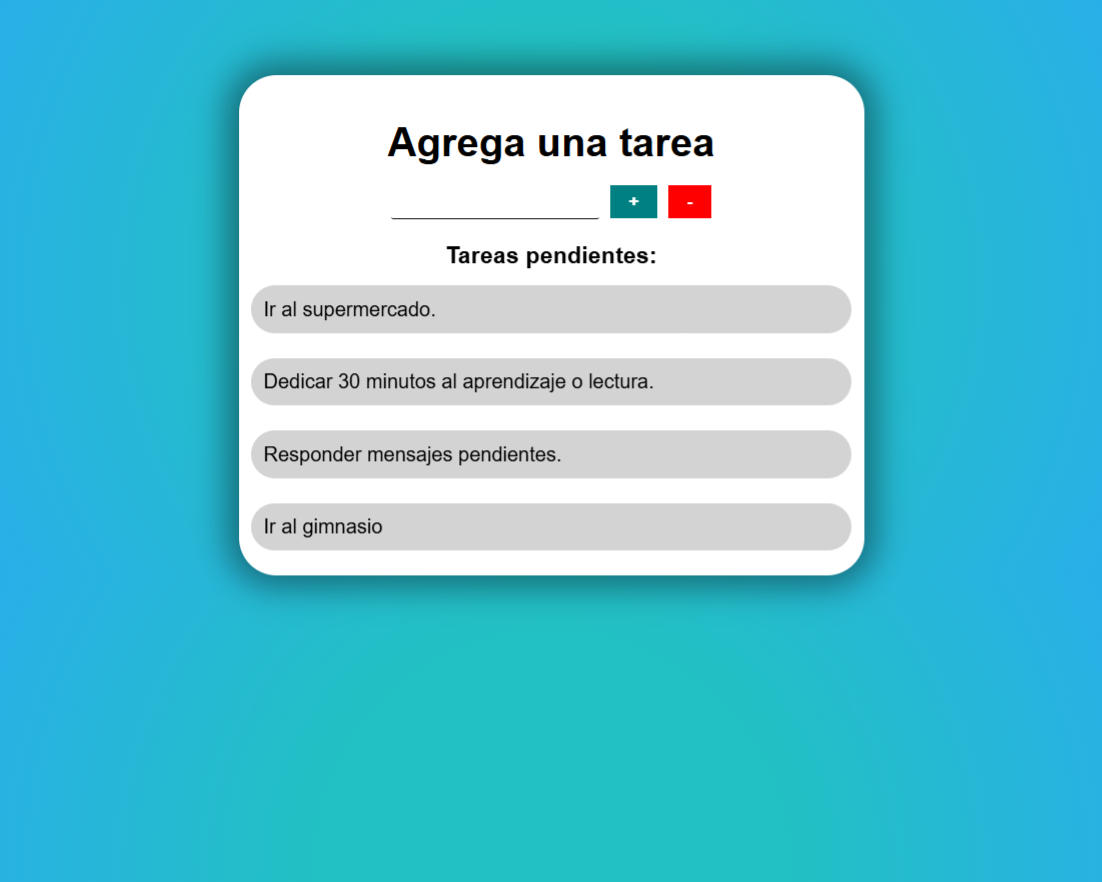 Agrega una tarea
+ -
Tareas pendientes:
Ir al supermercado.
Dedicar 30 minutos al aprendizaje o lectura.
Responder mensajes pendientes.
Ir al gimnasio